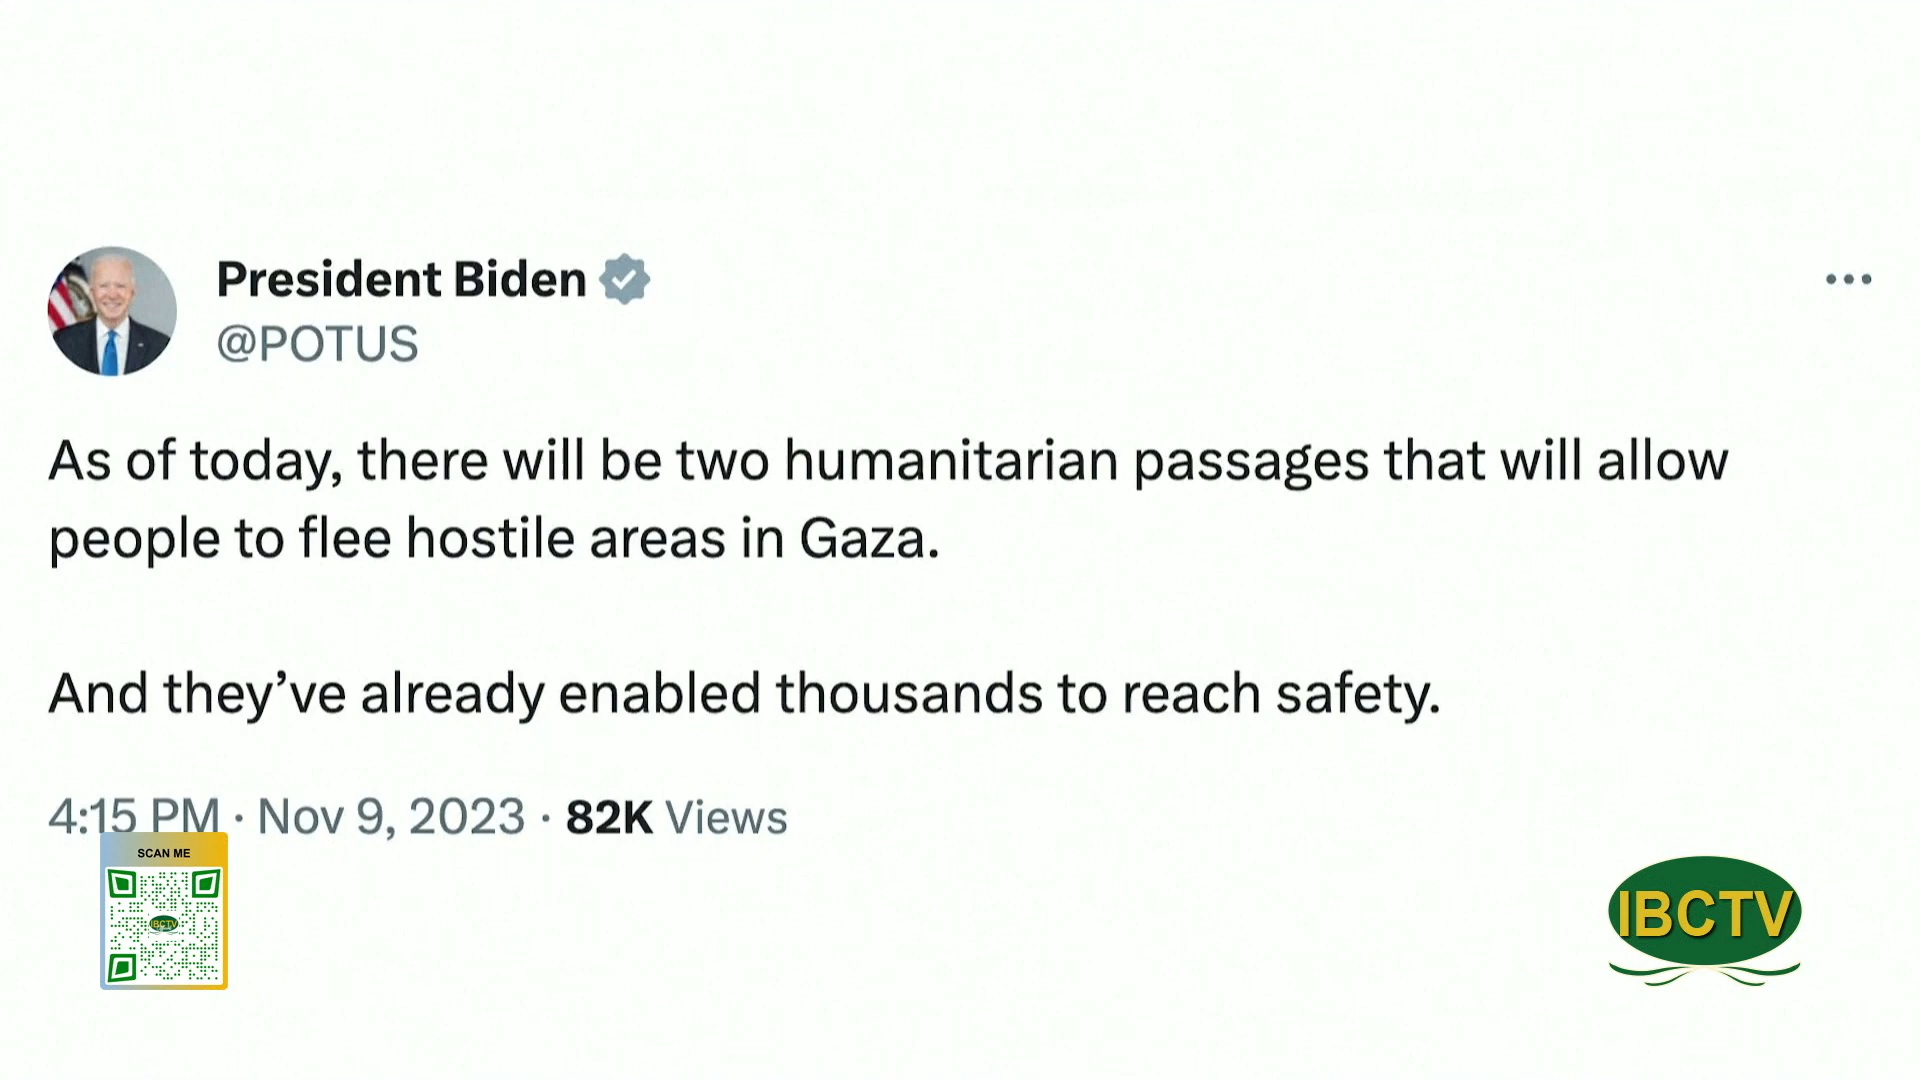 President Biden
@POTUS
As of today, there will be two humanitarian passages that will allow
people to flee hostile areas in Gaza.
And they’ve already enabled thousands to reach safety.
4:15 PM · Nov 9, 2023 · 82K Views
SCAN ME
IBCTV
IBCTV